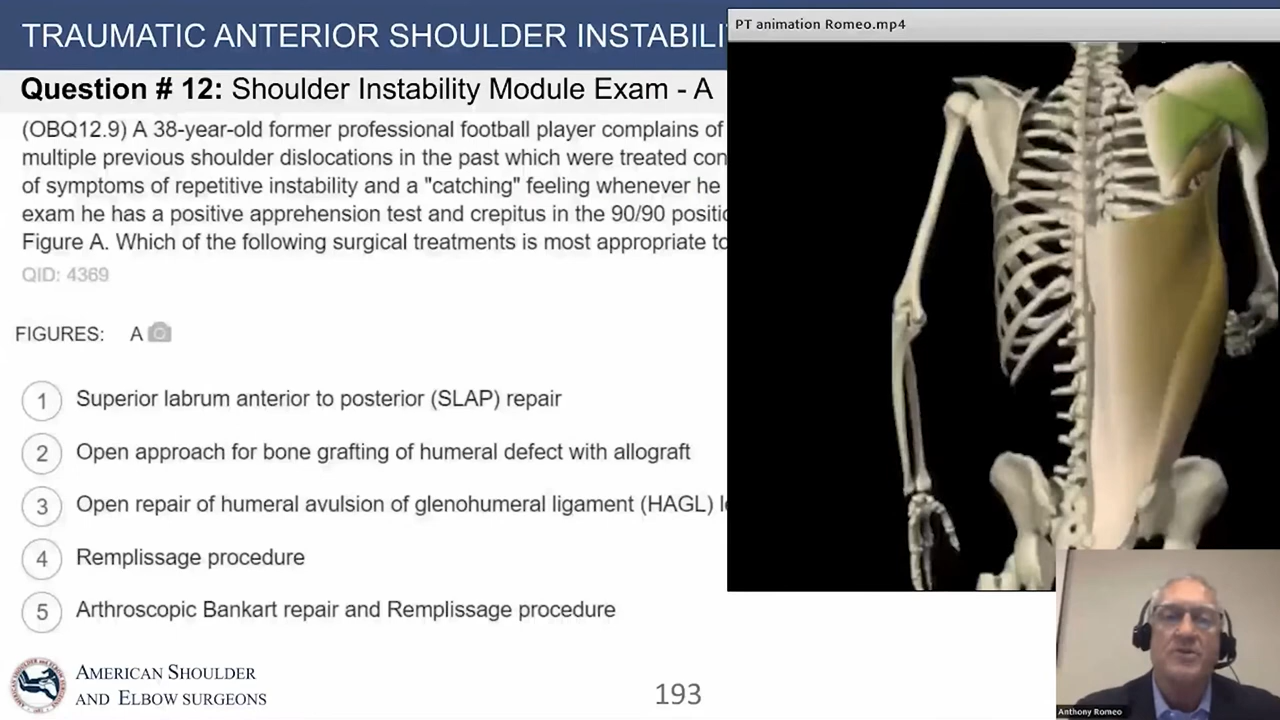 TRAUMATIC ANTERIOR SHOULDER INSTABILI
PT animation Romeo.mp4
Question # 12: Shoulder Instability Module Exam - A
(OBQ12.9) A 38-year-old former professional football player complains of
multiple previous shoulder dislocations in the past which were treated con
of symptoms of repetitive instability and a "catching" feeling whenever he
exam he has a positive apprehension test and crepitus in the 90/90 positio
Figure A. Which of the following surgical treatments is most appropriate to
QID: 4369
FIGURES: A
1 Superior labrum anterior to posterior (SLAP) repair
2 Open approach for bone grafting of humeral defect with allograft
3 Open repair of humeral avulsion of glenohumeral ligament (HAGL) l
4 Remplissage procedure
5 Arthroscopic Bankart repair and Remplissage procedure
AMERICAN SHOULDER
AND ELBOW SURGEONS
193
Anthony Romeo